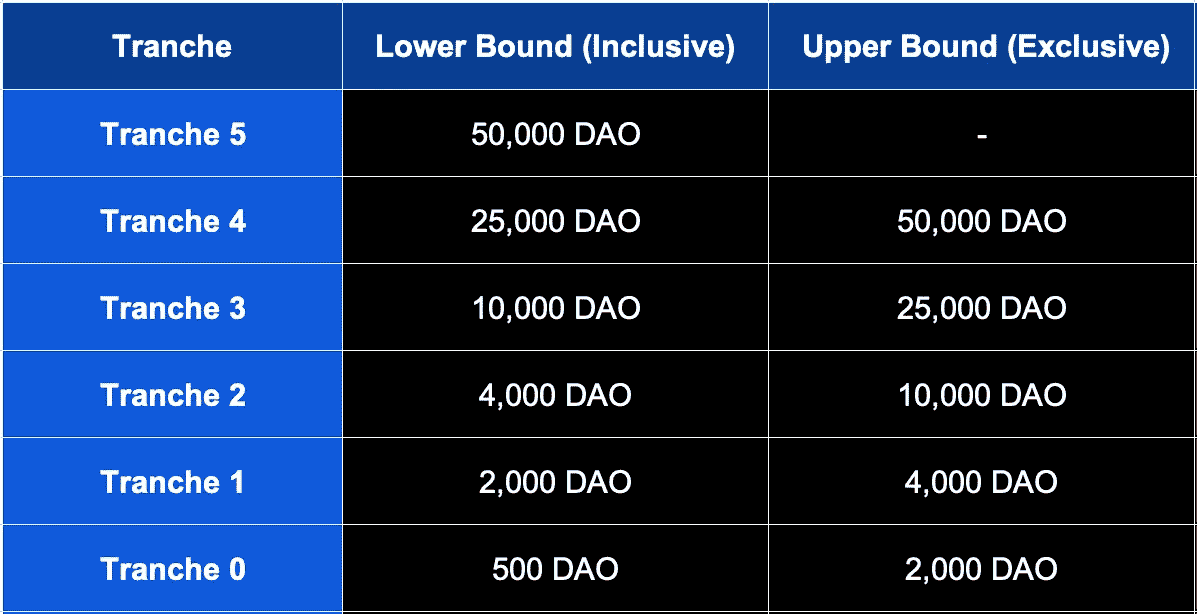 Tranche Lower Bound (Inclusive) Upper Bound (Exclusive)
Tranche 5 50,000 DAO -
Tranche 4 25,000 DAO 50,000 DAO
Tranche 3 10,000 DAO 25,000 DAO
Tranche 2 4,000 DAO 10,000 DAO
Tranche 1 2,000 DAO 4,000 DAO
Tranche 0 500 DAO 2,000 DAO